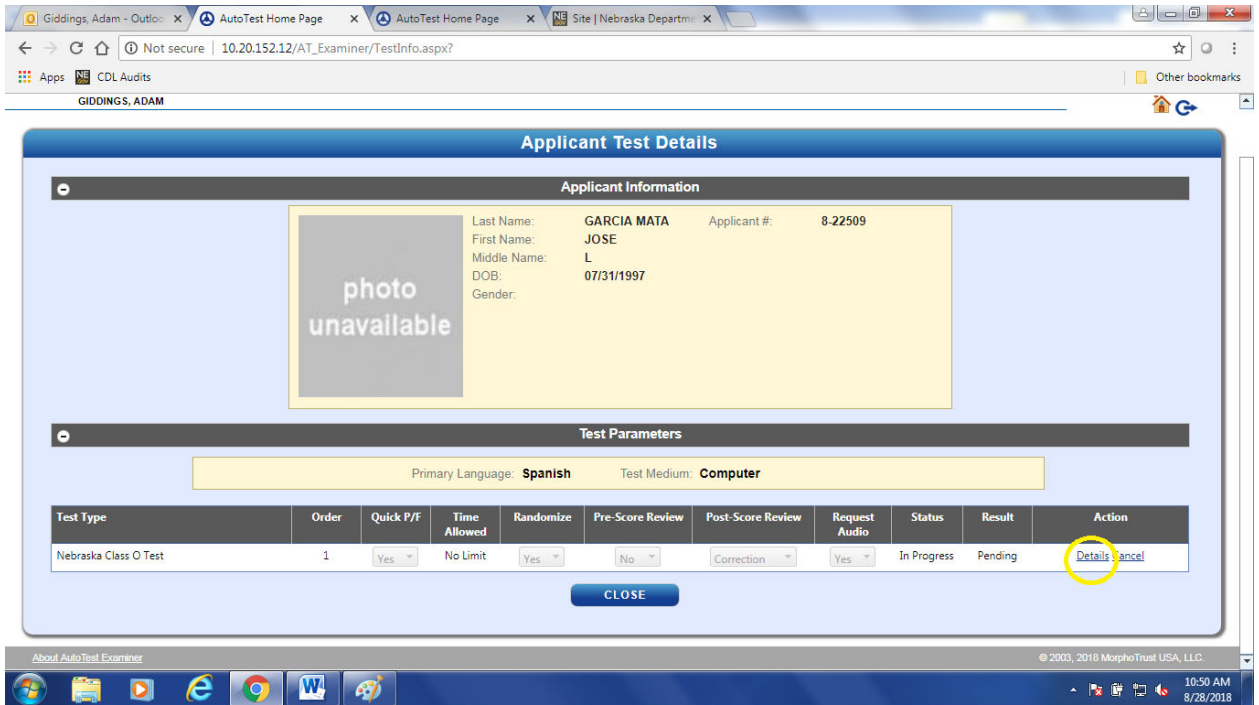 Giddings, Adam - Outloo
AutoTest Home Page
AutoTest Home Page
Site | Nebraska Departme
Not secure | 10.20.152.12/AT_Examiner/TestInfo.aspx?
Apps CDL Audits Other bookmarks
GIDDINGS, ADAM
Applicant Test Details
Applicant Information
photo unavailable
Last Name: GARCIA MATA Applicant #: 8-22509
First Name: JOSE
Middle Name: L
DOB: 07/31/1997
Gender:
Test Parameters
Primary Language: Spanish Test Medium: Computer
Test Type Order Quick P/F Time Allowed Randomize Pre-Score Review Post-Score Review Request Audio Status Result Action
Nebraska Class O Test 1 Yes No Limit Yes No Correction Yes In Progress Pending Details Cancel
CLOSE
About AutoTest Examiner © 2003, 2018 MorphoTrust USA, LLC.
10:50 AM
8/28/2018